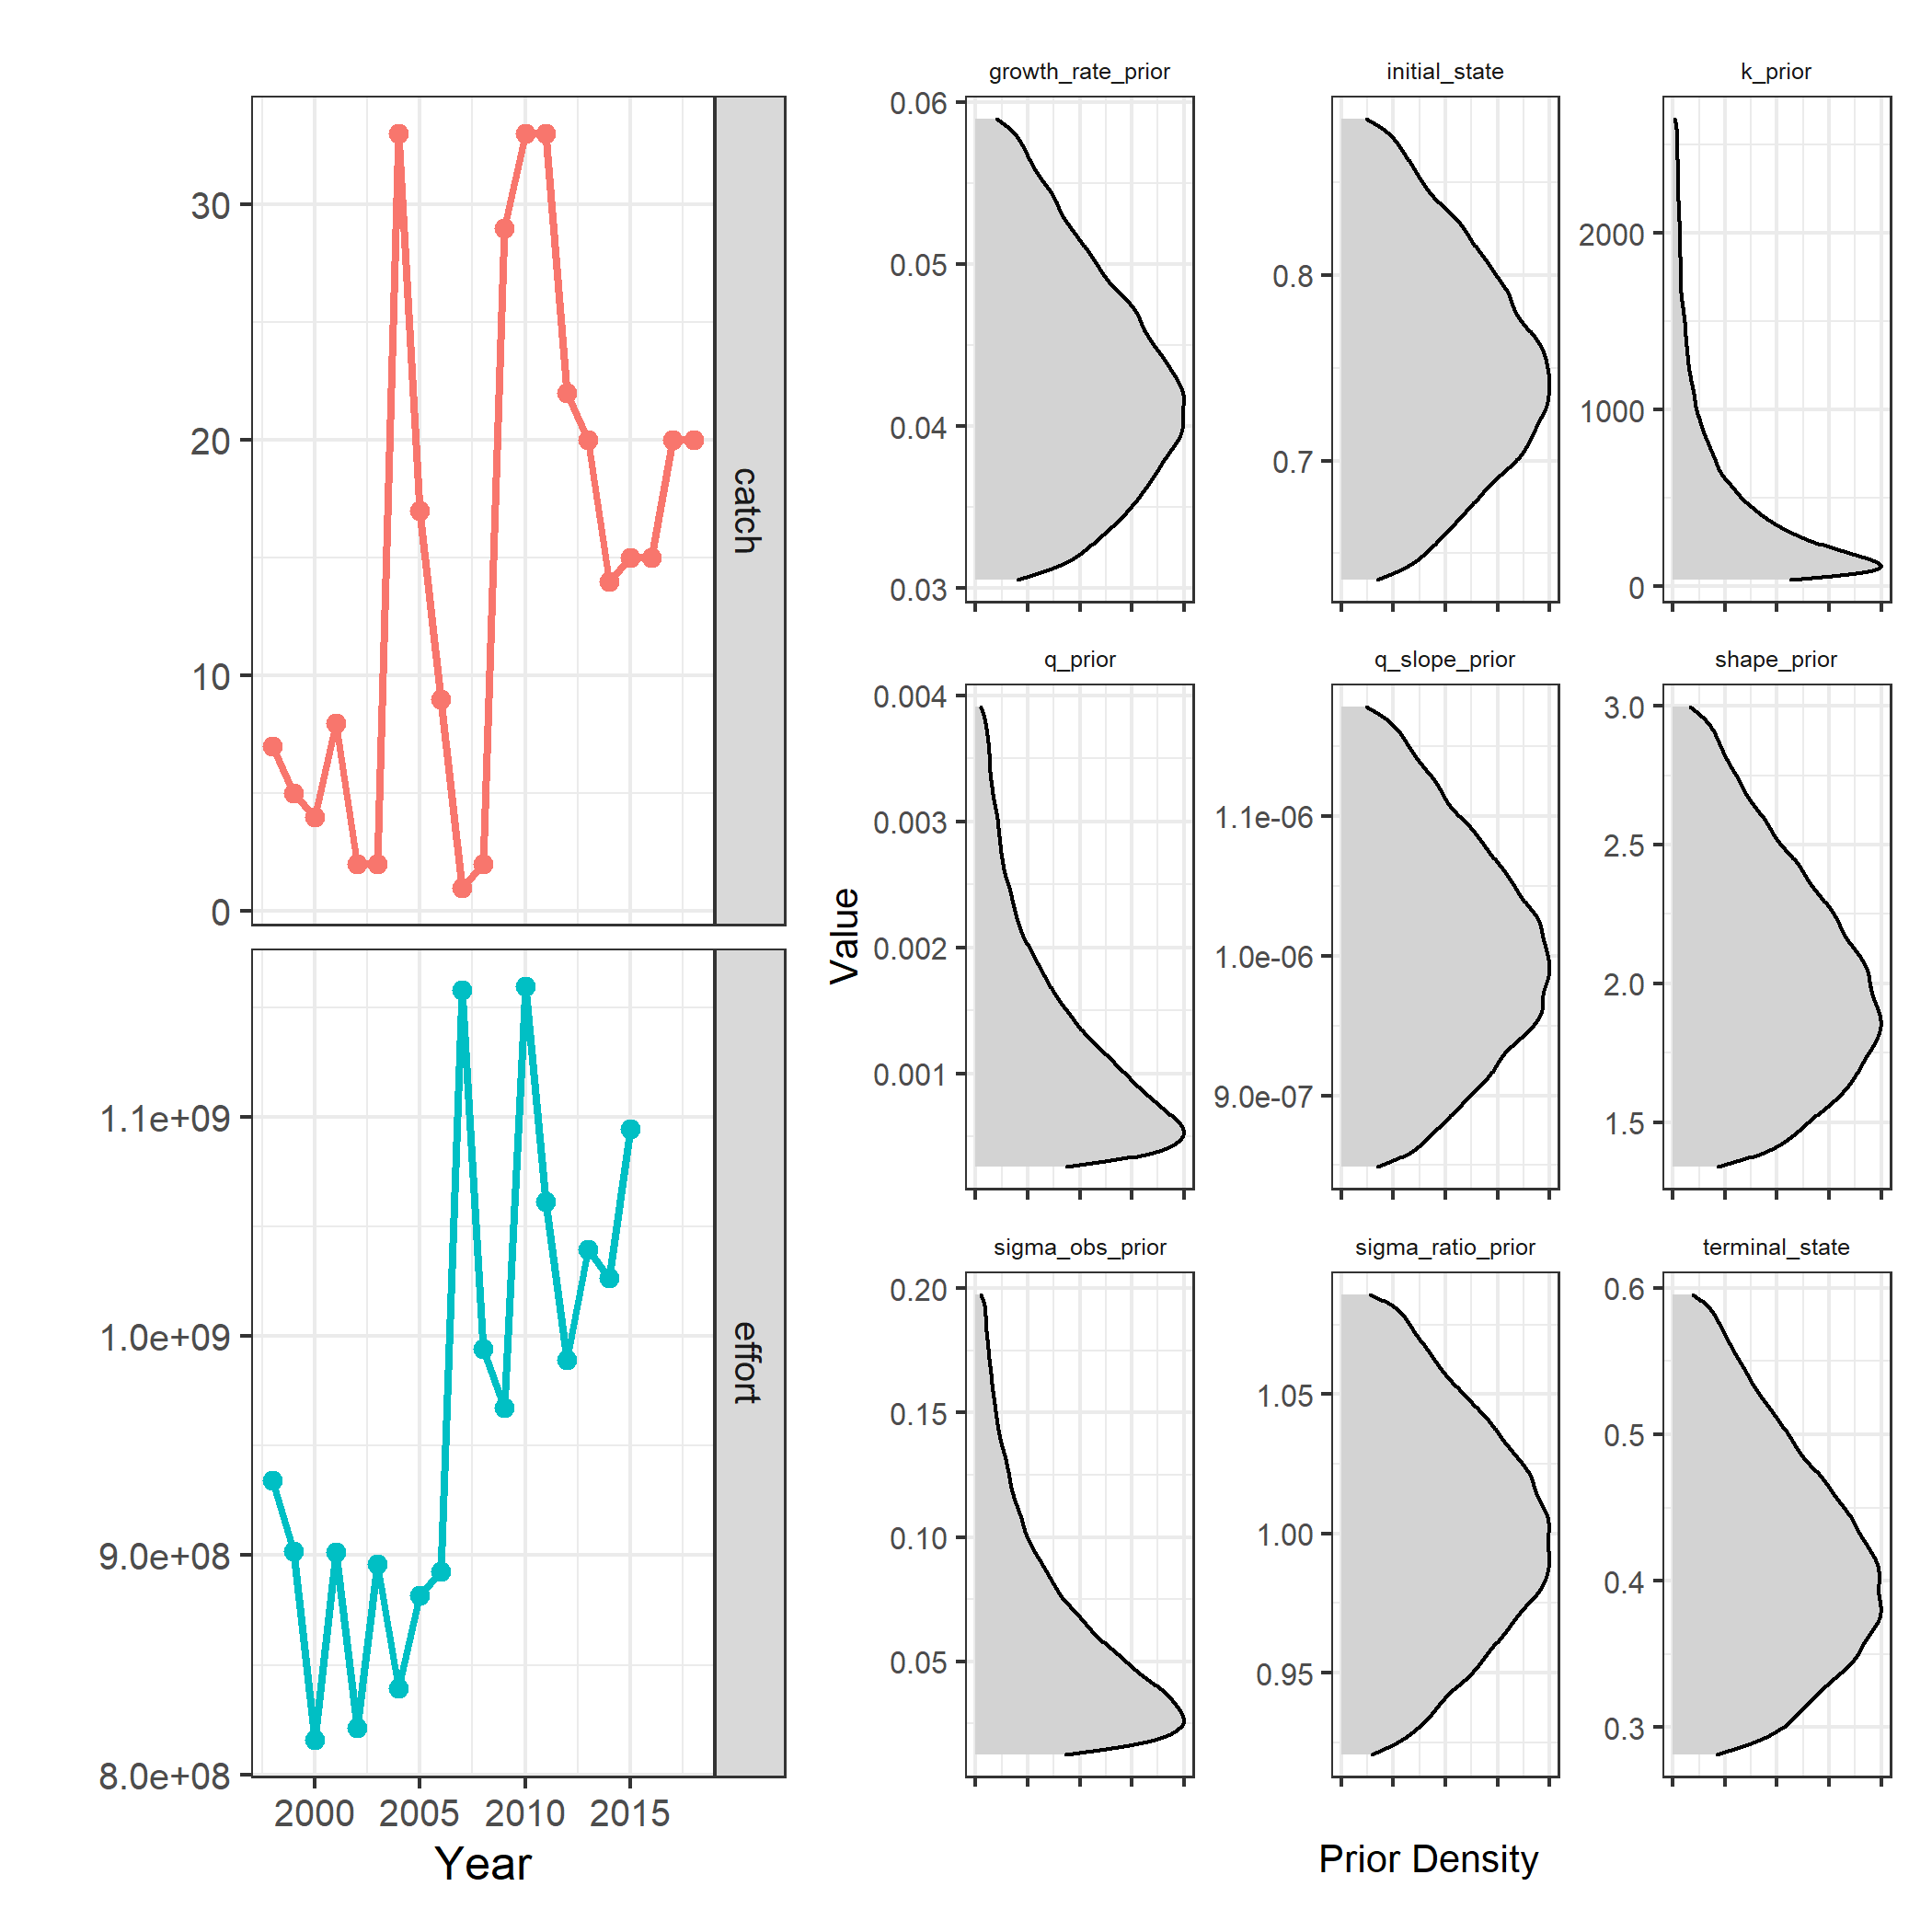 30
20
10
0
catch
1.1e+09
1.0e+09
9.0e+08
8.0e+08
effort
2000 2005 2010 2015
Year
Value
growth_rate_prior
0.06
0.05
0.04
0.03
initial_state
0.8
0.7
k_prior
2000
1000
0
q_prior
0.004
0.003
0.002
0.001
q_slope_prior
1.1e-06
1.0e-06
9.0e-07
shape_prior
3.0
2.5
2.0
1.5
sigma_obs_prior
0.20
0.15
0.10
0.05
sigma_ratio_prior
1.05
1.00
0.95
terminal_state
0.6
0.5
0.4
0.3
Prior Density